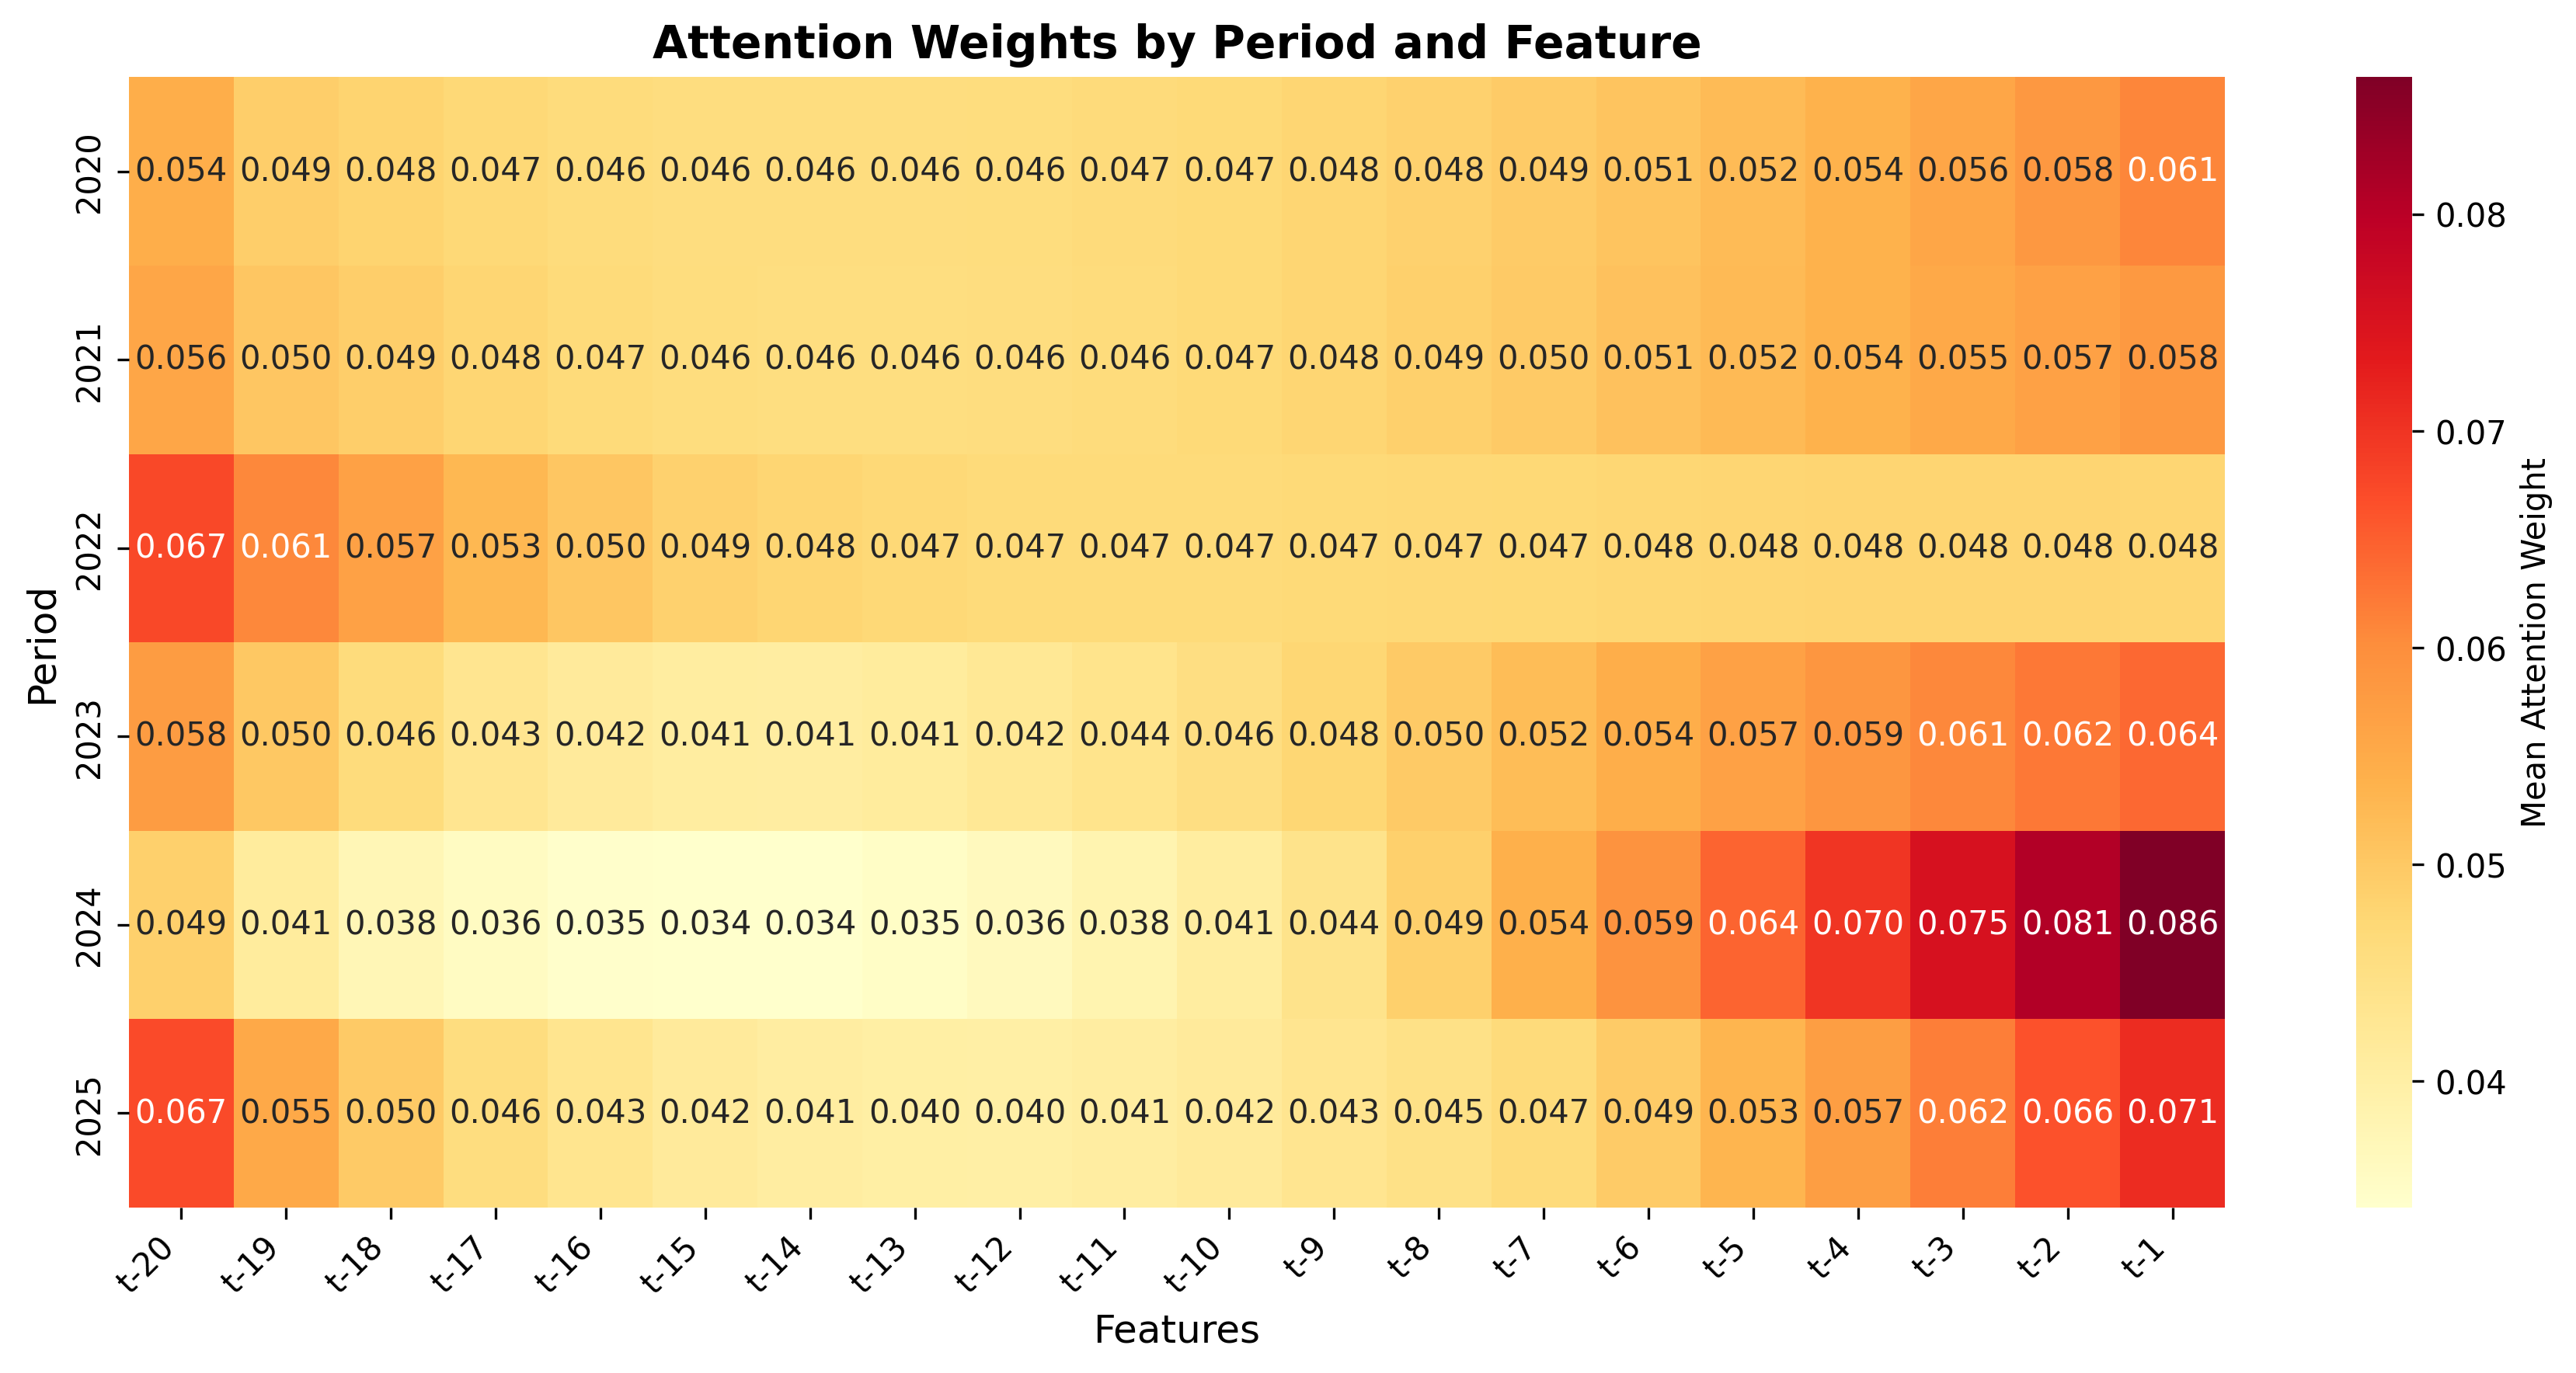 Attention Weights by Period and Feature
Period
2020 0.054 0.049 0.048 0.047 0.046 0.046 0.046 0.046 0.046 0.047 0.047 0.048 0.048 0.049 0.051 0.052 0.054 0.056 0.058 0.061
2021 0.056 0.050 0.049 0.048 0.047 0.046 0.046 0.046 0.046 0.046 0.047 0.048 0.049 0.050 0.051 0.052 0.054 0.055 0.057 0.058
2022 0.067 0.061 0.057 0.053 0.050 0.049 0.048 0.047 0.047 0.047 0.047 0.047 0.047 0.047 0.048 0.048 0.048 0.048 0.048 0.048
2023 0.058 0.050 0.046 0.043 0.042 0.041 0.041 0.041 0.042 0.044 0.046 0.048 0.050 0.052 0.054 0.057 0.059 0.061 0.062 0.064
2024 0.049 0.041 0.038 0.036 0.035 0.034 0.034 0.035 0.036 0.038 0.041 0.044 0.049 0.054 0.059 0.064 0.070 0.075 0.081 0.086
2025 0.067 0.055 0.050 0.046 0.043 0.042 0.041 0.040 0.040 0.041 0.042 0.043 0.045 0.047 0.049 0.053 0.057 0.062 0.066 0.071
t-20 t-19 t-18 t-17 t-16 t-15 t-14 t-13 t-12 t-11 t-10 t-9 t-8 t-7 t-6 t-5 t-4 t-3 t-2 t-1
Features
0.08
0.07
0.06
0.05
0.04
Mean Attention Weight